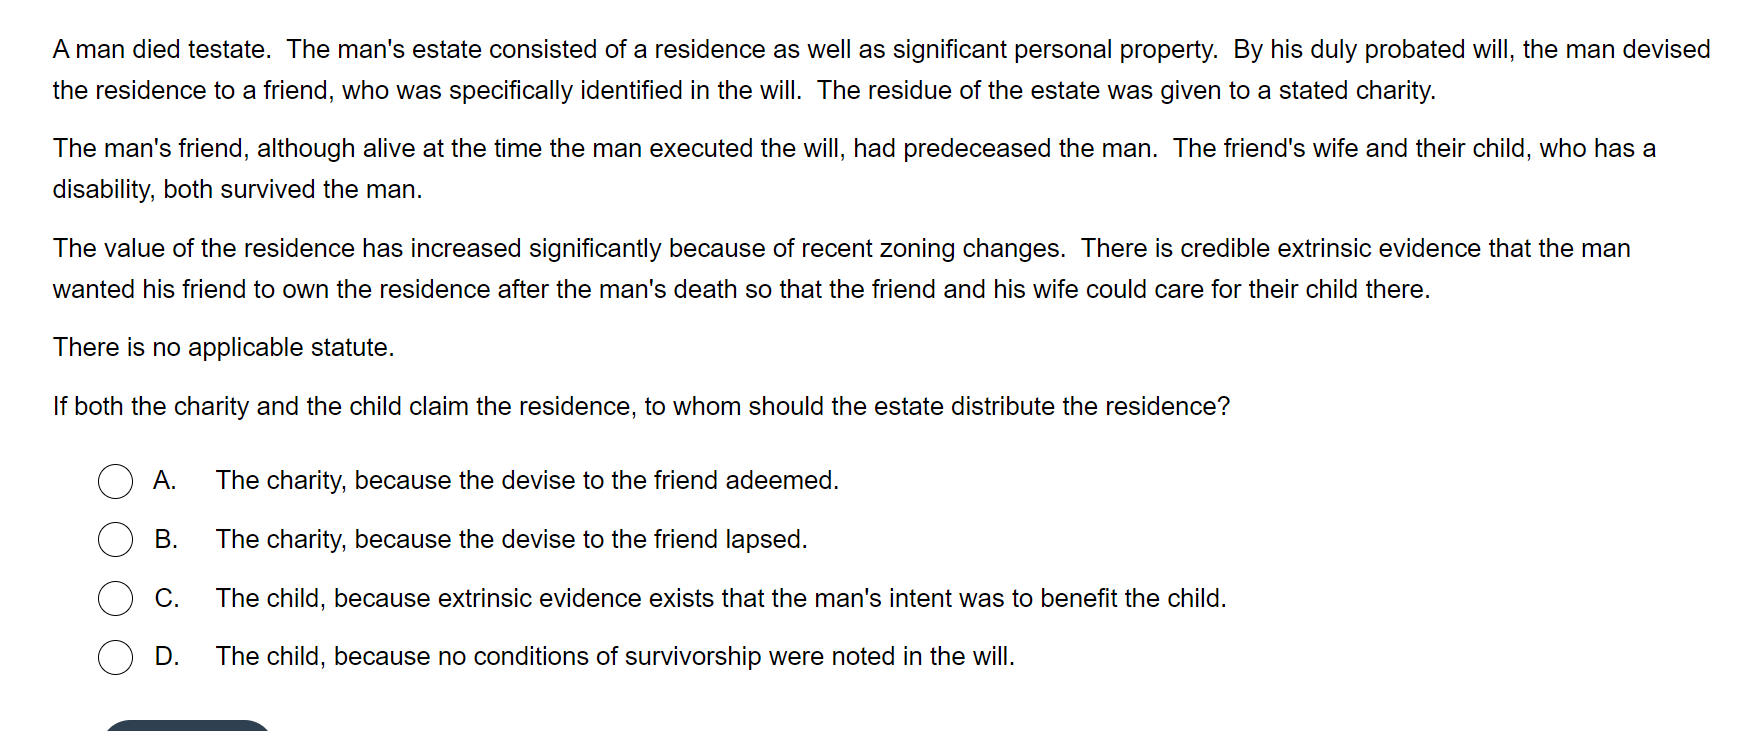 A man died testate.  The man's estate consisted of a residence as well as significant personal property.  By his duly probated will, the man devised
the residence to a friend, who was specifically identified in the will.  The residue of the estate was given to a stated charity.
The man's friend, although alive at the time the man executed the will, had predeceased the man.  The friend's wife and their child, who has a
disability, both survived the man.
The value of the residence has increased significantly because of recent zoning changes.  There is credible extrinsic evidence that the man
wanted his friend to own the residence after the man's death so that the friend and his wife could care for their child there.
There is no applicable statute.
If both the charity and the child claim the residence, to whom should the estate distribute the residence?
A. The charity, because the devise to the friend adeemed.
B. The charity, because the devise to the friend lapsed.
C. The child, because extrinsic evidence exists that the man's intent was to benefit the child.
D. The child, because no conditions of survivorship were noted in the will.